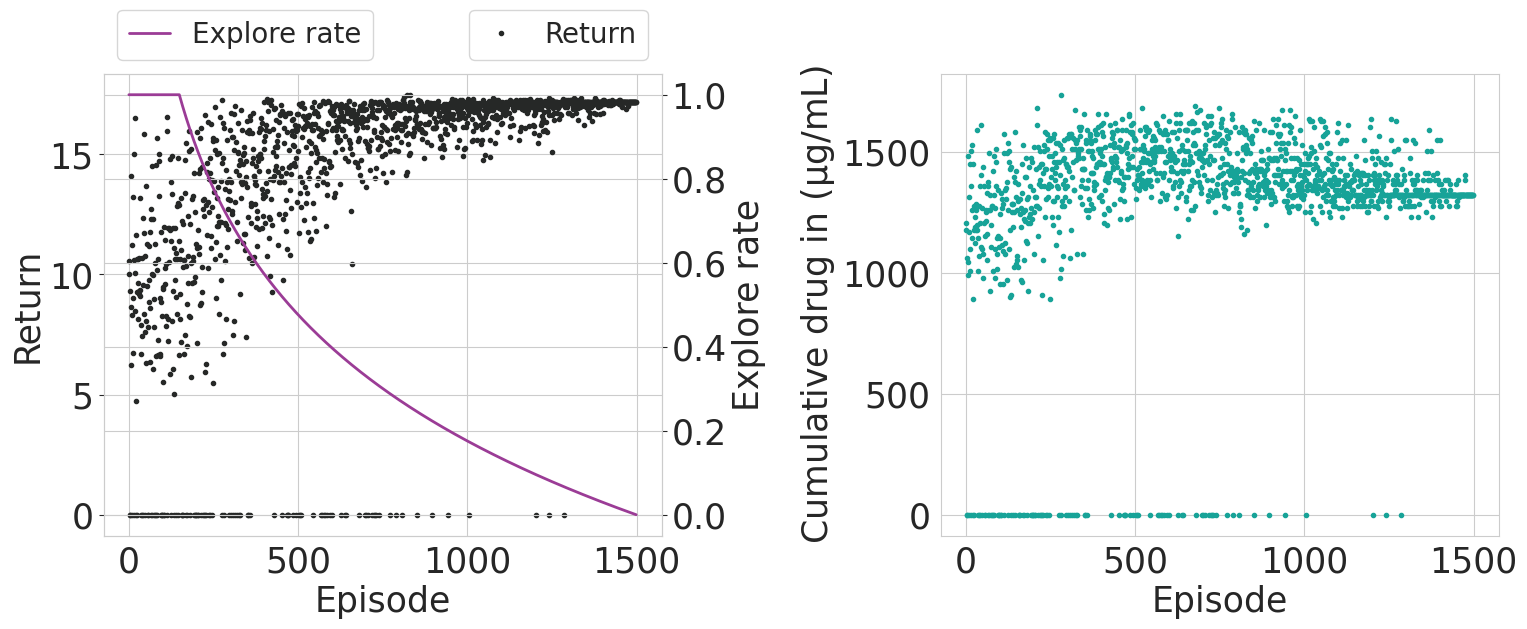 Explore rate
Return
Return
15
10
5
0
0 500 1000 1500
Episode
1.0
0.8
0.6
0.4
0.2
0.0
Explore rate
Cumulative drug in (μg/mL)
1500
1000
500
0
0 500 1000 1500
Episode